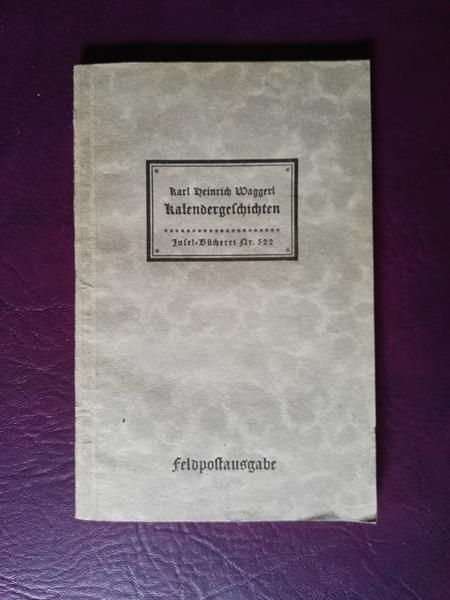 Karl Heinrich Waggerl
Kalendergeſchichten
Inſel-Bücherei Nr. 522
Feldpoſtausgabe